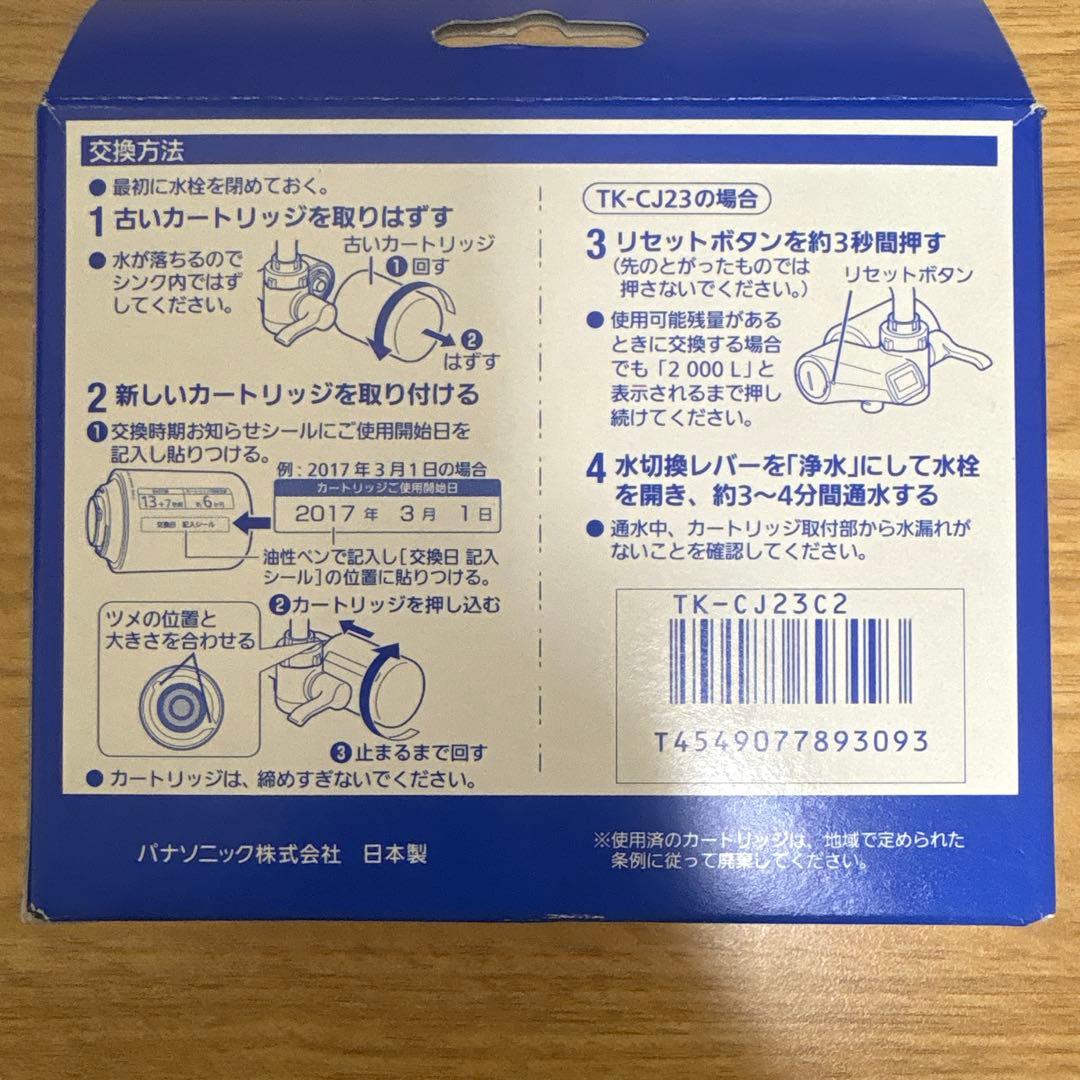 交換方法
● 最初に水栓を閉めておく。
1 古いカートリッジを取りはずす
● 水が落ちるので
シンク内ではず
してください。
古いカートリッジ
❶ 回す
❷
はずす
2 新しいカートリッジを取り付ける
❶ 交換時期お知らせシールにご使用開始日を
記入し貼りつける。
例：2017年3月1日の場合
カートリッジご使用開始日
2017 年 3 月 1 日
13+7物質
約6か月
交換日 記入シール
油性ペンで記入し［交換日 記入
シール］の位置に貼りつける。
❷カートリッジを押し込む
ツメの位置と
大きさを合わせる
❸止まるまで回す
● カートリッジは、締めすぎないでください。
TK-CJ23の場合
3 リセットボタンを約3秒間押す
（先のとがったものでは
押さないでください。）
リセットボタン
● 使用可能残量がある
ときに交換する場合
でも「2 000 L」と
表示されるまで押し
続けてください。
4 水切換レバーを「浄水」にして水栓
を開き、約3～4分間通水する
● 通水中、カートリッジ取付部から水漏れが
ないことを確認してください。
TK-CJ23C2
T4549077893093
パナソニック株式会社 日本製
※使用済のカートリッジは、地域で定められた
条例に従って廃棄してください。